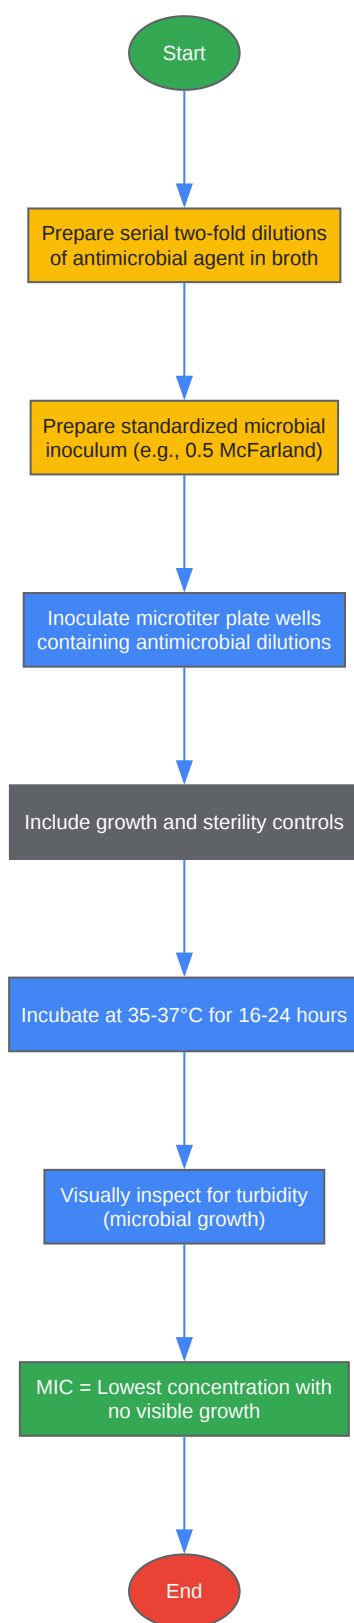 Start
Prepare serial two-fold dilutions
of antimicrobial agent in broth
Prepare standardized microbial
inoculum (e.g., 0.5 McFarland)
Inoculate microtiter plate wells
containing antimicrobial dilutions
Include growth and sterility controls
Incubate at 35-37°C for 16-24 hours
Visually inspect for turbidity
(microbial growth)
MIC = Lowest concentration with
no visible growth
End